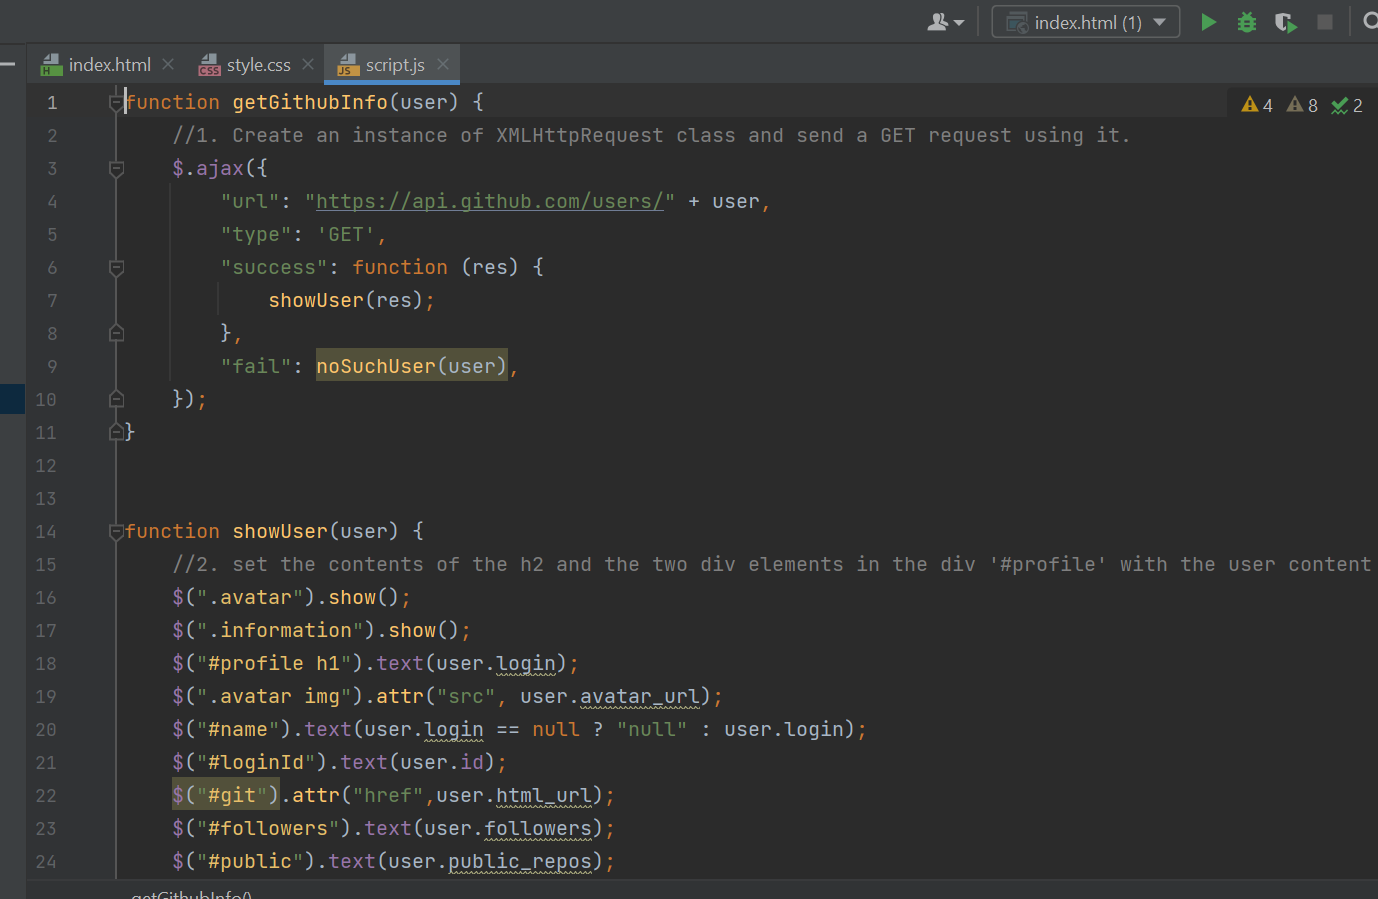 index.html (1)
index.html
style.css
script.js
4 8 2
1 function getGithubInfo(user) {
2 //1. Create an instance of XMLHttpRequest class and send a GET request using it.
3 $.ajax({
4 "url": "https://api.github.com/users/" + user,
5 "type": 'GET',
6 "success": function (res) {
7 showUser(res);
8 },
9 "fail": noSuchUser(user),
10 });
11 }
12
13
14 function showUser(user) {
15 //2. set the contents of the h2 and the two div elements in the div '#profile' with the user content
16 $(".avatar").show();
17 $(".information").show();
18 $("#profile h1").text(user.login);
19 $(".avatar img").attr("src", user.avatar_url);
20 $("#name").text(user.login == null ? "null" : user.login);
21 $("#loginId").text(user.id);
22 $("#git").attr("href",user.html_url);
23 $("#followers").text(user.followers);
24 $("#public").text(user.public_repos);
getGithubInfo()